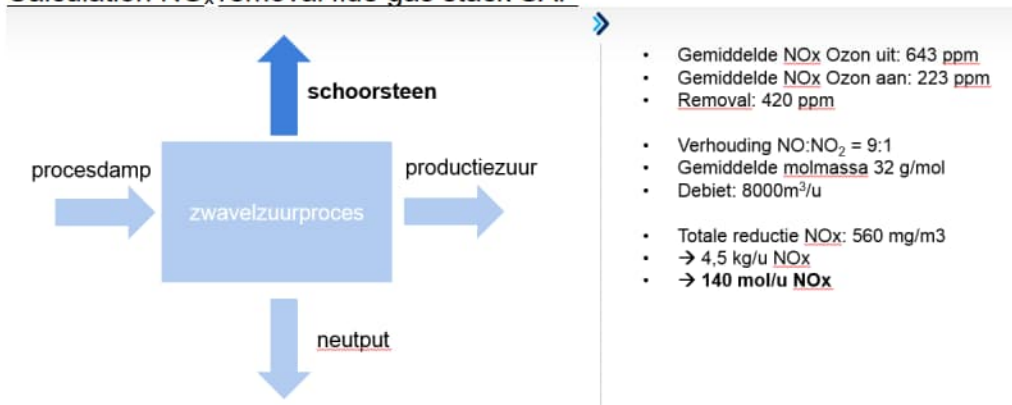 schoorsteen
procesdamp
productiezuur
zwavelzuurproces
neutput
• Gemiddelde NOx Ozon uit: 643 ppm
• Gemiddelde NOx Ozon aan: 223 ppm
• Removal: 420 ppm
• Verhouding NO:NO₂ = 9:1
• Gemiddelde molmassa 32 g/mol
• Debiet: 8000m³/u
• Totale reductie NOx: 560 mg/m3
• → 4,5 kg/u NOx
• → 140 mol/u NOx